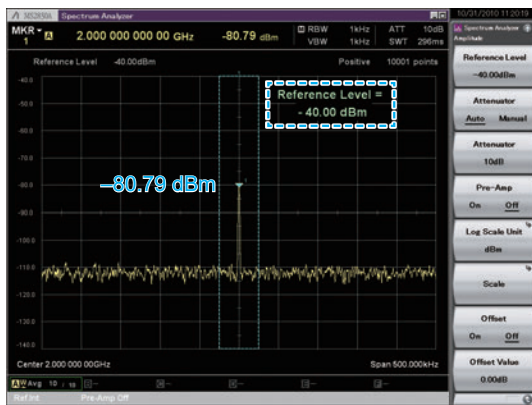 MS2830A Spectrum Analyzer
10/31/2010 11:20:19
MKR 1
2.000 000 000 00 GHz
-80.79 dBm
RBW 1kHz
VBW 1kHz
ATT 10dB
SWT 296ms
Reference Level -40.00dBm
Positive 10001 points
-40.0
-60.0
-70.0
-80.0
-90.0
-100.0
-110.0
-120.0
-130.0
-140.0
Reference Level =
- 40.00 dBm
–80.79 dBm
Center 2.000 000 00GHz
Span 500.000kHz
Avg 10 / 10
Ref.Int Pre-Amp Off
Spectrum Analyzer
Amplitude
Reference Level
-40.00dBm
Attenuator
Auto Manual
Attenuator
10dB
Pre-Amp
On Off
Log Scale Unit
dBm
Scale
Offset
On Off
Offset Value
0.00dB